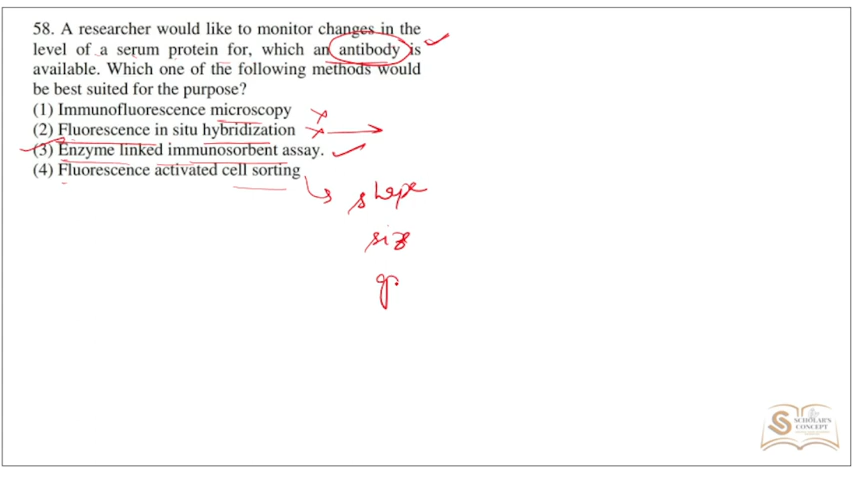 58. A researcher would like to monitor changes in the
level of a serum protein for, which an antibody is
available. Which one of the following methods would
be best suited for the purpose?
(1) Immunofluorescence microscopy
(2) Fluorescence in situ hybridization
(3) Enzyme linked immunosorbent assay.
(4) Fluorescence activated cell sorting
shape
size
SCHOLAR'S
CONCEPT